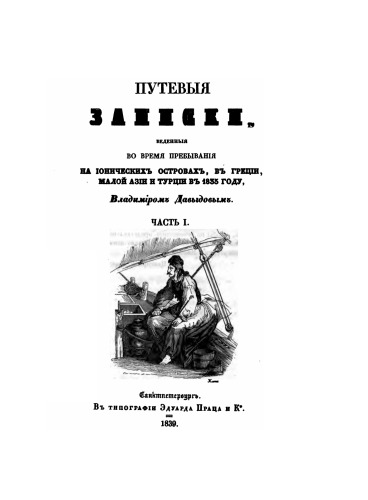 ПУТЕВЫЯ
ЗАПИСКИ,
ВЕДЕННЫЯ
ВО ВРЕМЯ ПРЕБЫВАНІЯ
НА ІОНИЧЕСКИХЪ ОСТРОВАХЪ, ВЪ ГРЕЦІИ,
МАЛОЙ АЗІИ И ТУРЦІИ ВЪ 1835 ГОДУ,
Владиміромъ Давыдовымъ.
ЧАСТЬ I.
Санктпетербургъ.
Въ типографіи Эдуарда Праца и Кº.
1839.